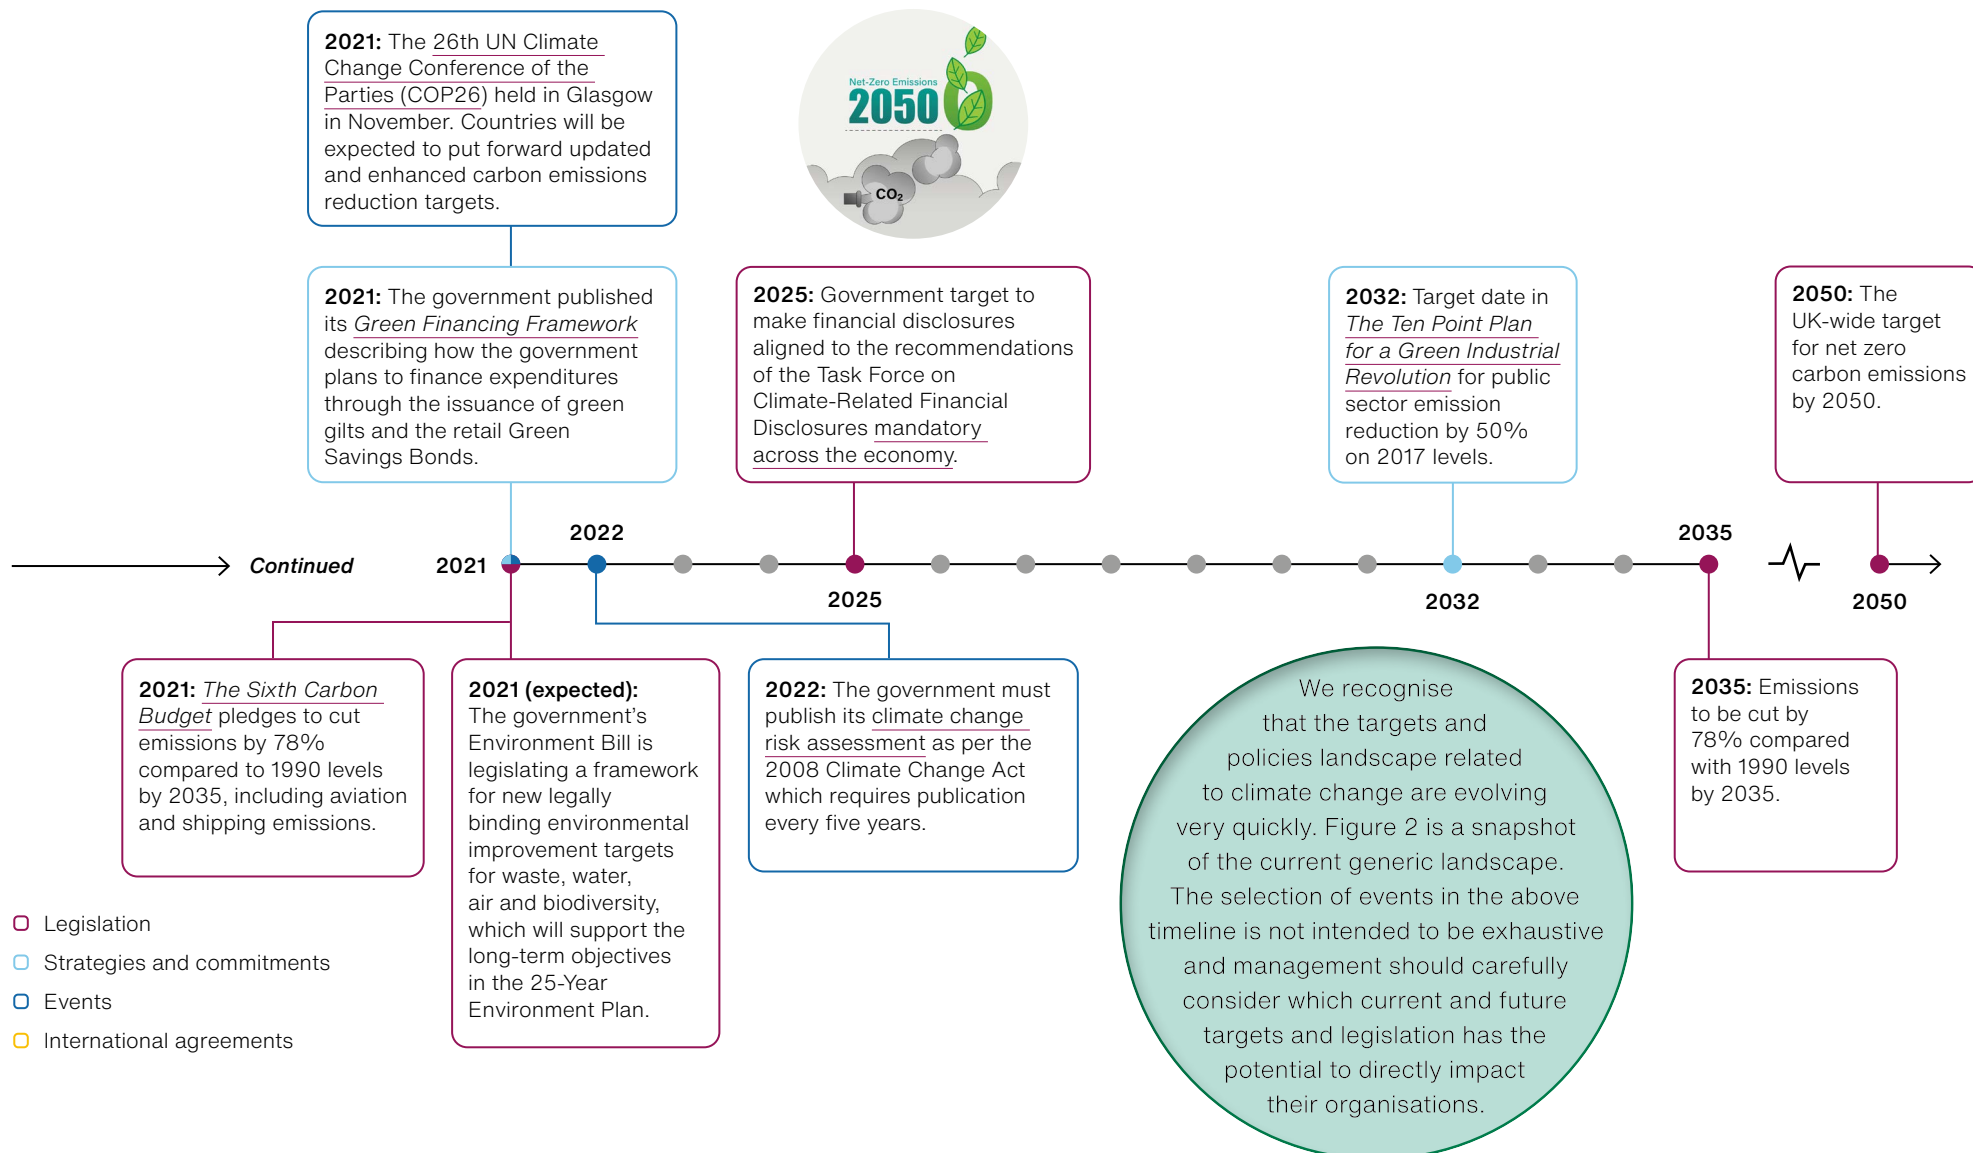 2021: The 26th UN Climate
Change Conference of the
Parties (COP26) held in Glasgow
in November. Countries will be
expected to put forward updated
and enhanced carbon emissions
reduction targets.
Net-Zero Emissions
2050
0
CO₂
2021: The government published
its Green Financing Framework
describing how the government
plans to finance expenditures
through the issuance of green
gilts and the retail Green
Savings Bonds.
2025: Government target to
make financial disclosures
aligned to the recommendations
of the Task Force on
Climate-Related Financial
Disclosures mandatory
across the economy.
2032: Target date in
The Ten Point Plan
for a Green Industrial
Revolution for public
sector emission
reduction by 50%
on 2017 levels.
2050: The
UK-wide target
for net zero
carbon emissions
by 2050.
Continued
2021
2022
2025
2032
2035
2050
2021: The Sixth Carbon
Budget pledges to cut
emissions by 78%
compared to 1990 levels
by 2035, including aviation
and shipping emissions.
2021 (expected):
The government's
Environment Bill is
legislating a framework
for new legally
binding environmental
improvement targets
for waste, water,
air and biodiversity,
which will support the
long-term objectives
in the 25-Year
Environment Plan.
2022: The government must
publish its climate change
risk assessment as per the
2008 Climate Change Act
which requires publication
every five years.
We recognise
that the targets and
policies landscape related
to climate change are evolving
very quickly. Figure 2 is a snapshot
of the current generic landscape.
The selection of events in the above
timeline is not intended to be exhaustive
and management should carefully
consider which current and future
targets and legislation has the
potential to directly impact
their organisations.
2035: Emissions
to be cut by
78% compared
with 1990 levels
by 2035.
Legislation
Strategies and commitments
Events
International agreements